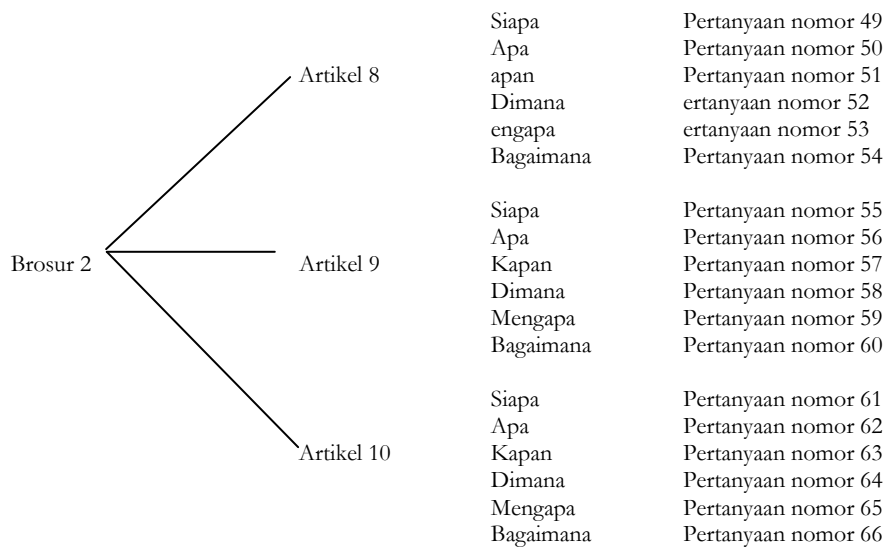 Siapa Pertanyaan nomor 49
Apa Pertanyaan nomor 50
Artikel 8 apan Pertanyaan nomor 51
Dimana ertanyaan nomor 52
engapa ertanyaan nomor 53
Bagaimana Pertanyaan nomor 54
Siapa Pertanyaan nomor 55
Apa Pertanyaan nomor 56
Brosur 2 Artikel 9 Kapan Pertanyaan nomor 57
Dimana Pertanyaan nomor 58
Mengapa Pertanyaan nomor 59
Bagaimana Pertanyaan nomor 60
Siapa Pertanyaan nomor 61
Apa Pertanyaan nomor 62
Artikel 10 Kapan Pertanyaan nomor 63
Dimana Pertanyaan nomor 64
Mengapa Pertanyaan nomor 65
Bagaimana Pertanyaan nomor 66